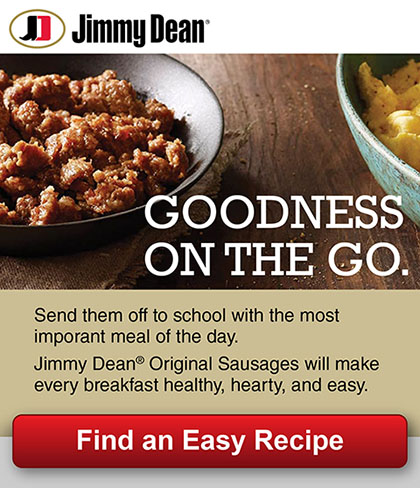 Jimmy Dean®
GOODNESS
ON THE GO.
Send them off to school with the most
imporant meal of the day.
Jimmy Dean® Original Sausages will make
every breakfast healthy, hearty, and easy.
Find an Easy Recipe